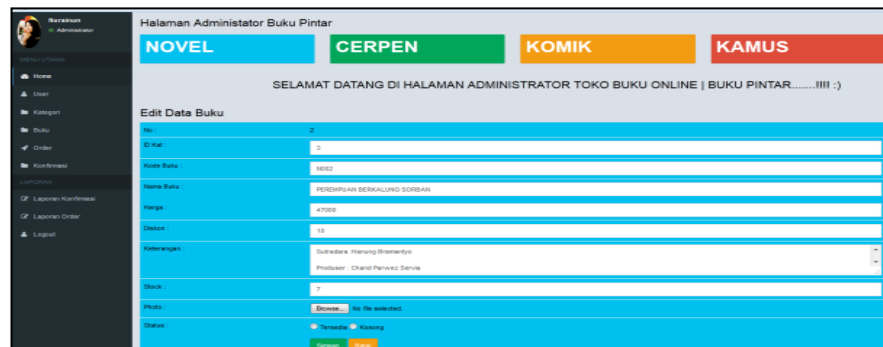 Nurainun
Administrator
MENU UTAMA
Home
User
Kategori
Buku
Order
Konfirmasi
LAPORAN
Laporan Konfirmasi
Laporan Order
Logout
Halaman Administator Buku Pintar
NOVEL CERPEN KOMIK KAMUS
SELAMAT DATANG DI HALAMAN ADMINISTRATOR TOKO BUKU ONLINE | BUKU PINTAR.......!!!! :)
Edit Data Buku
No : 2
ID Kat : 3
Kode Buku : N002
Nama Buku : PEREMPUAN BERKALUNG SORBAN
Harga : 47000
Diskon : 10
Keterangan : Sutradara :Hanung Bramantyo
Produser : Chand Parwez Servia
Stock : 7
Photo : Browse... No file selected.
Status : Tersedia Kosong
Simpan Batal